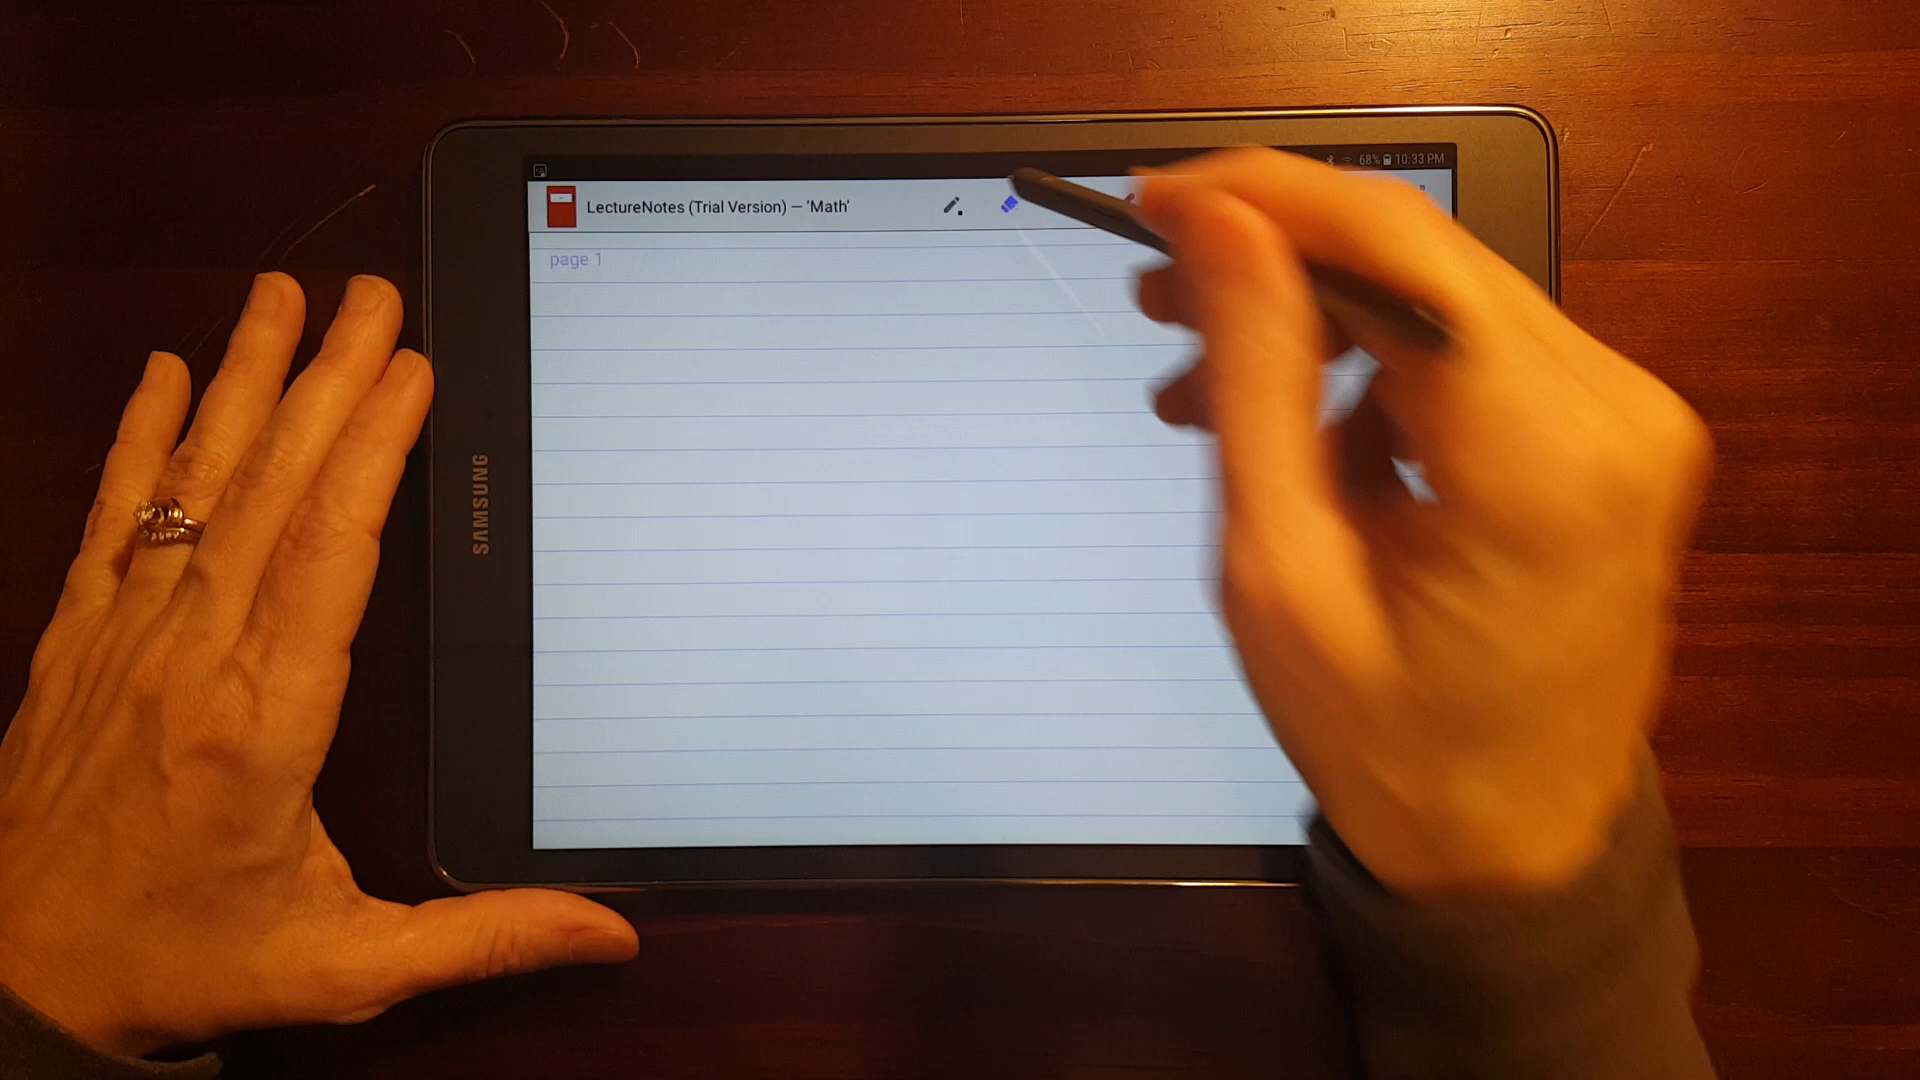 68% 10:33 PM
LectureNotes (Trial Version) – 'Math'
page 1
SAMSUNG